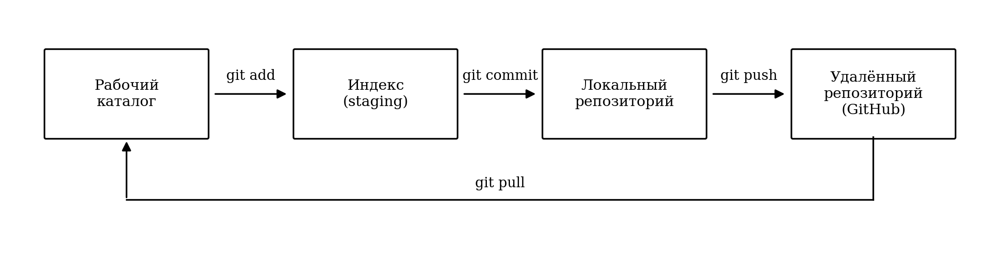 Рабочий
каталог
git add
Индекс
(staging)
git commit
Локальный
репозиторий
git push
Удалённый
репозиторий
(GitHub)
git pull